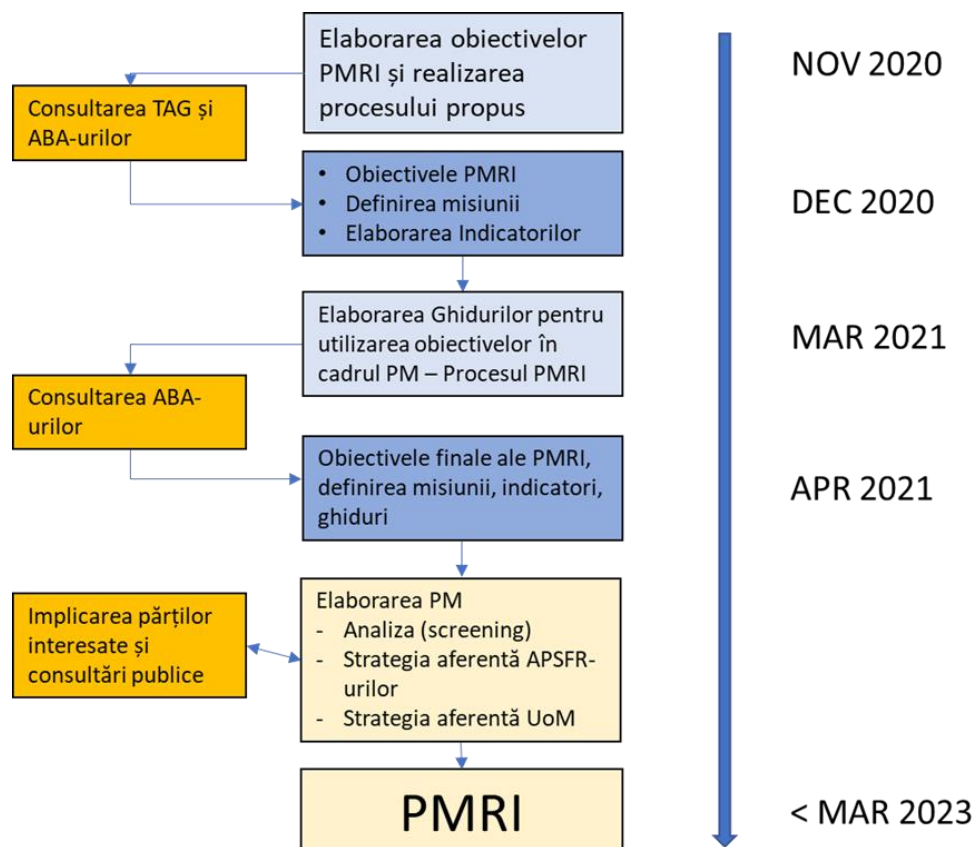 Elaborarea obiectivelor
PMRI și realizarea
procesului propus
NOV 2020
Consultarea TAG și
ABA-urilor
• Obiectivele PMRI
• Definirea misiunii
• Elaborarea Indicatorilor
DEC 2020
Elaborarea Ghidurilor pentru
utilizarea obiectivelor în
cadrul PM – Procesul PMRI
MAR 2021
Consultarea ABA-
urilor
Obiectivele finale ale PMRI,
definirea misiunii, indicatori,
ghiduri
APR 2021
Implicarea părților
interesate și
consultări publice
Elaborarea PM
- Analiza (screening)
- Strategia aferentă APSFR-
urilor
- Strategia aferentă UoM
PMRI
< MAR 2023